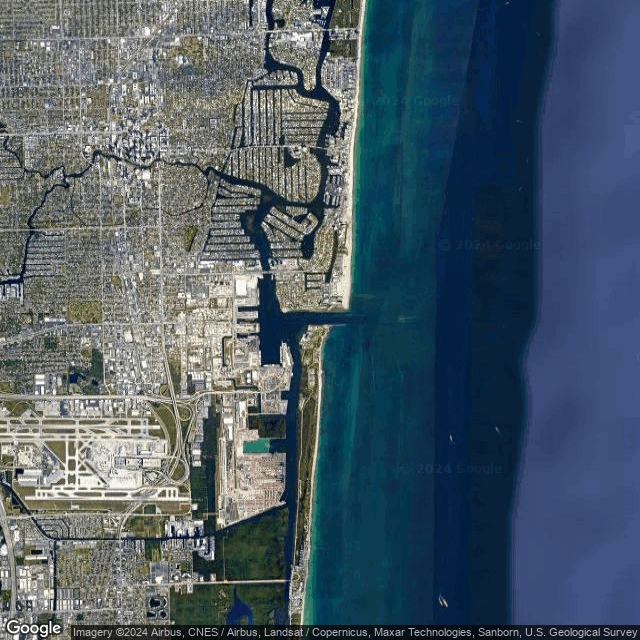 © 2024 Google
© 2024 Google
2024 Google
Google
Imagery ©2024 Airbus, CNES / Airbus, Landsat / Copernicus, Maxar Technologies, Sanborn, U.S. Geological Survey